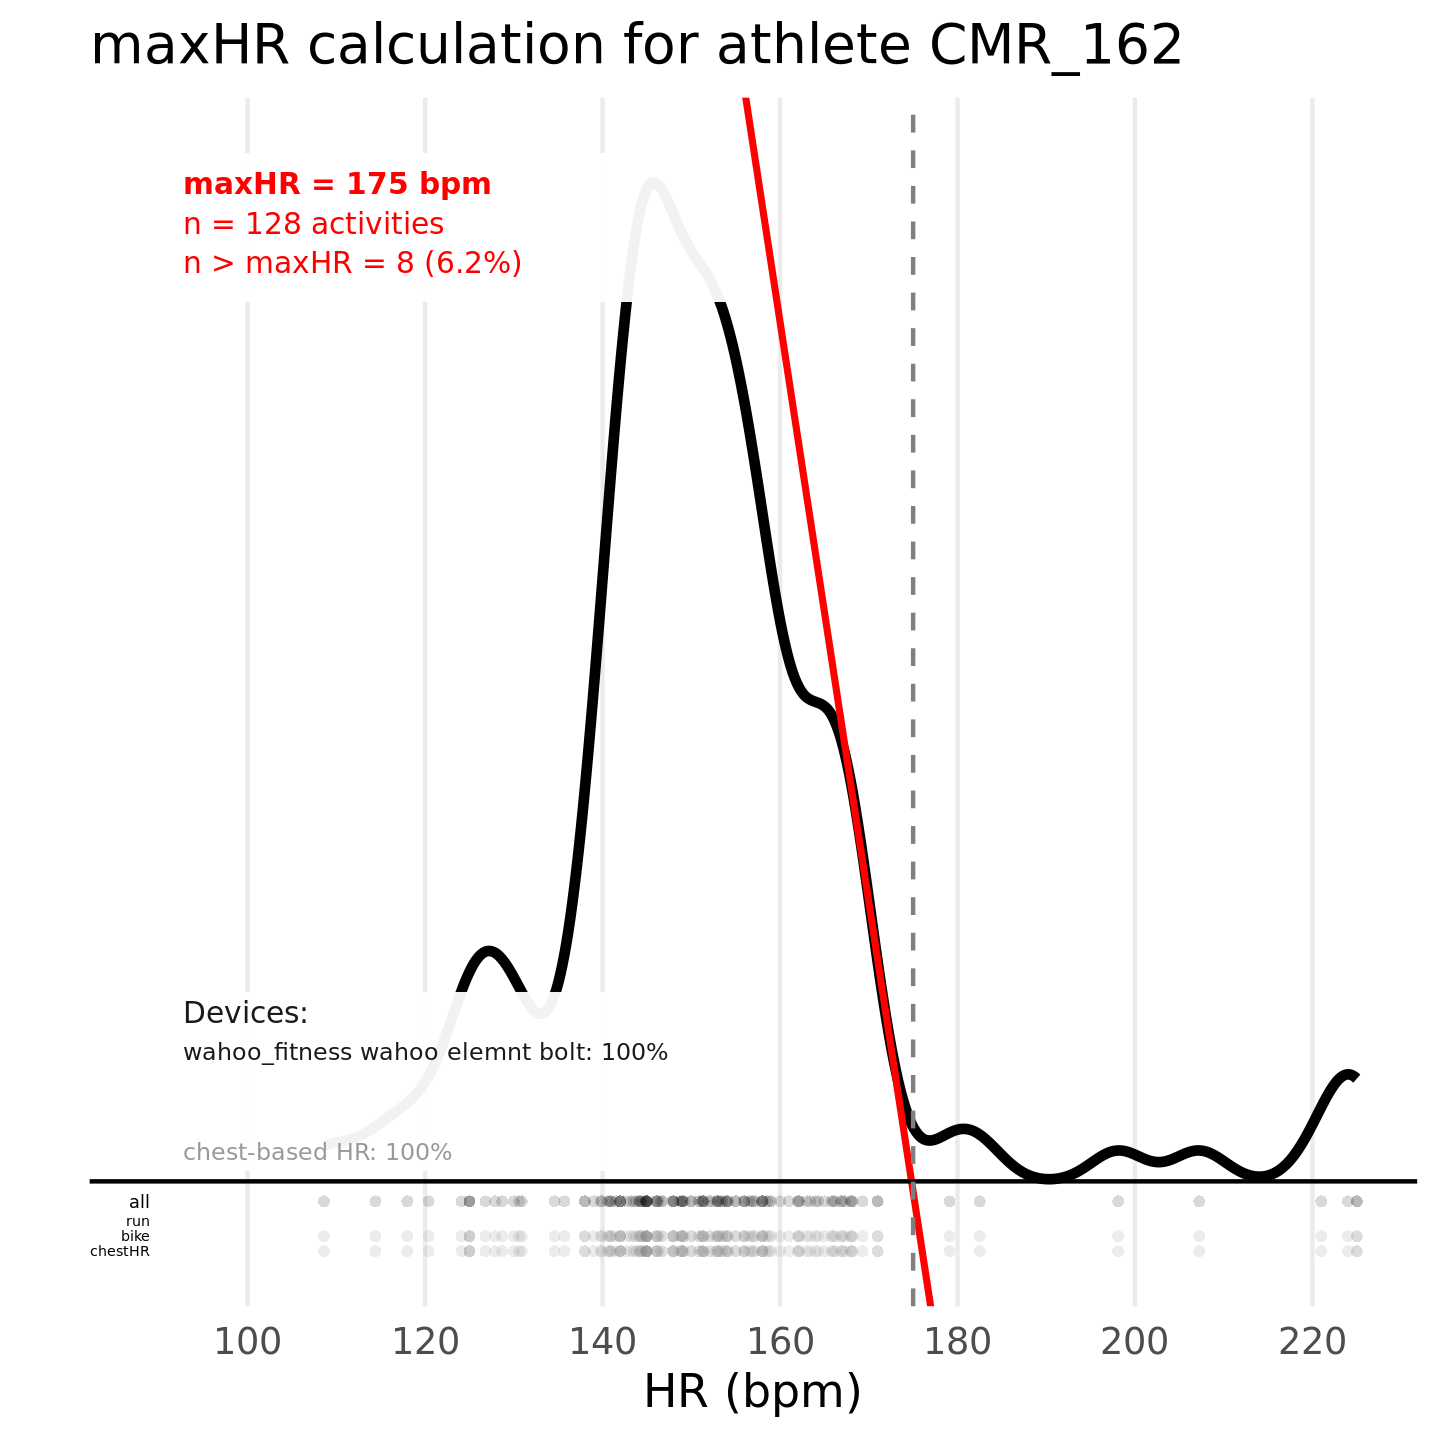 maxHR calculation for athlete CMR_162
maxHR = 175 bpm
n = 128 activities
n > maxHR = 8 (6.2%)
Devices:
wahoo_fitness wahoo elemnt bolt: 100%
chest-based HR: 100%
all
run
bike
chestHR
100 120 140 160 180 200 220
HR (bpm)